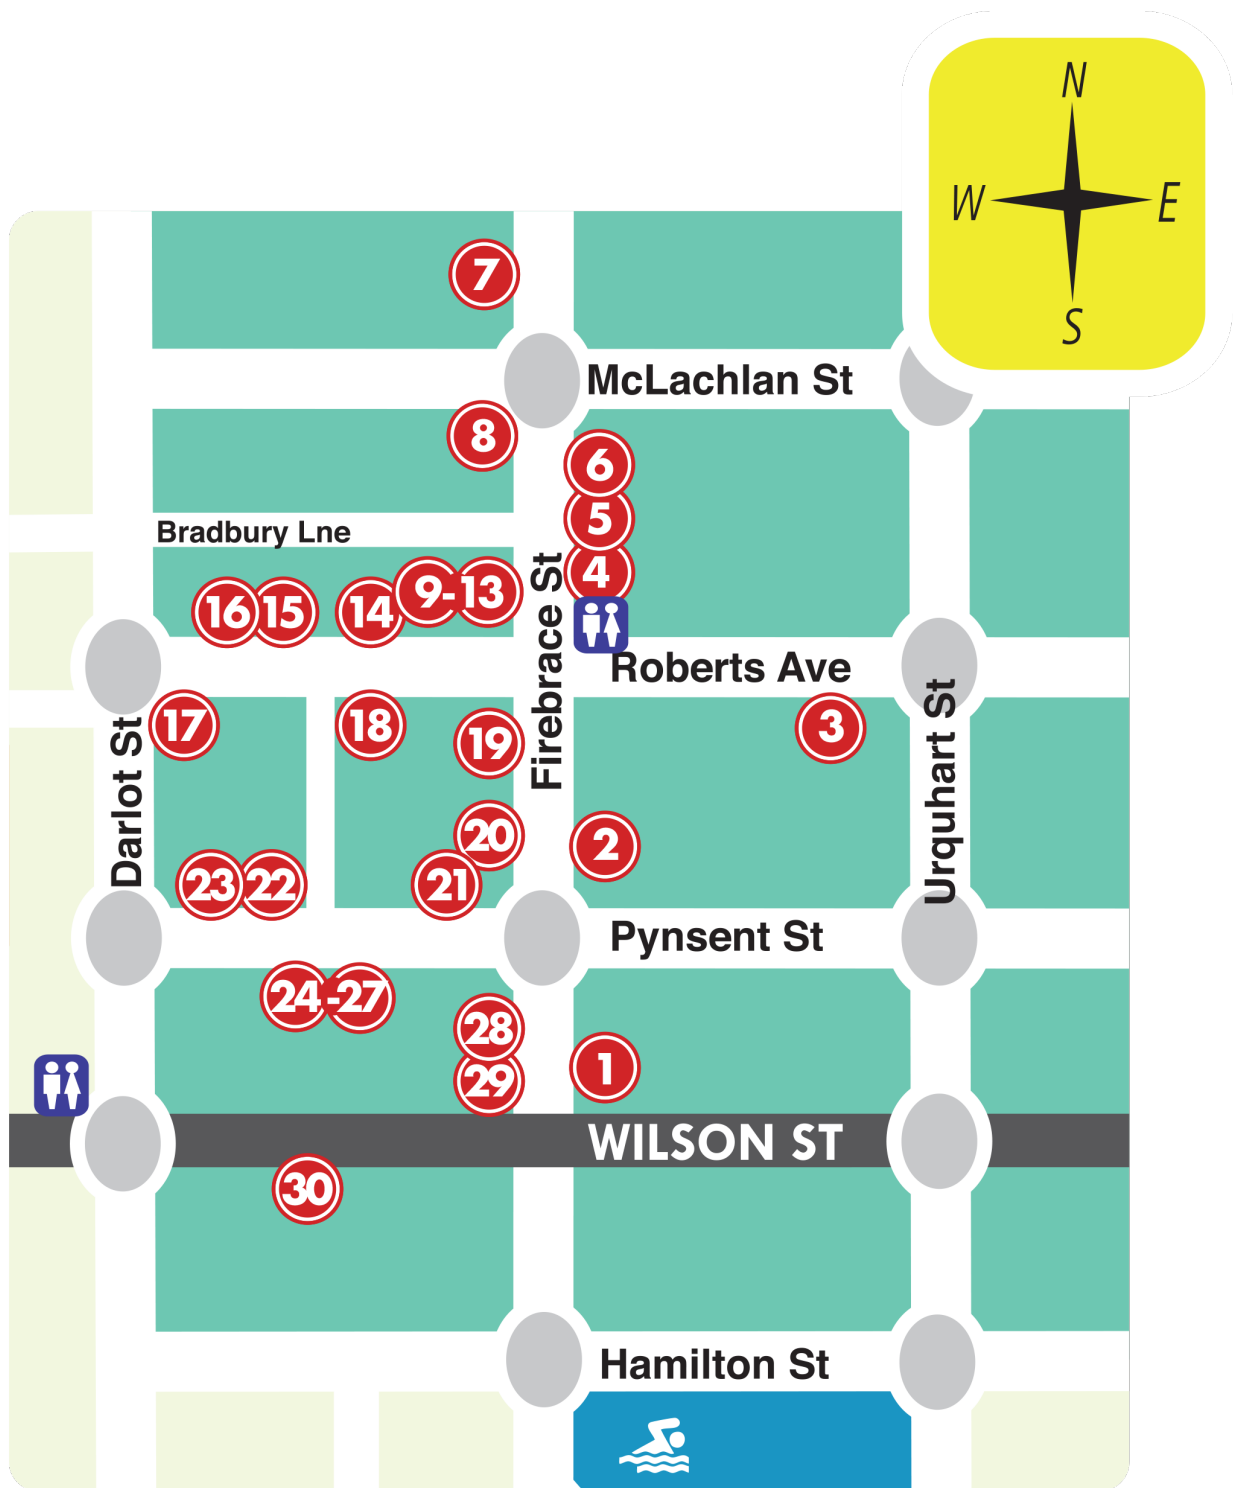 N
W E
S
7
McLachlan St
8
6
5
Bradbury Lne
4
9-13
16 15 14
Firebrace St
Roberts Ave
17 18 19 3
Darlot St
Urquhart St
20 2
23 22 21
Pynsent St
24-27
28
29 1
WILSON ST
30
Hamilton St